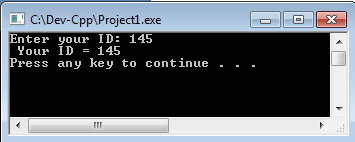 C:\Dev-Cpp\Project1.exe
Enter your ID: 145
 Your ID = 145
Press any key to continue . . .